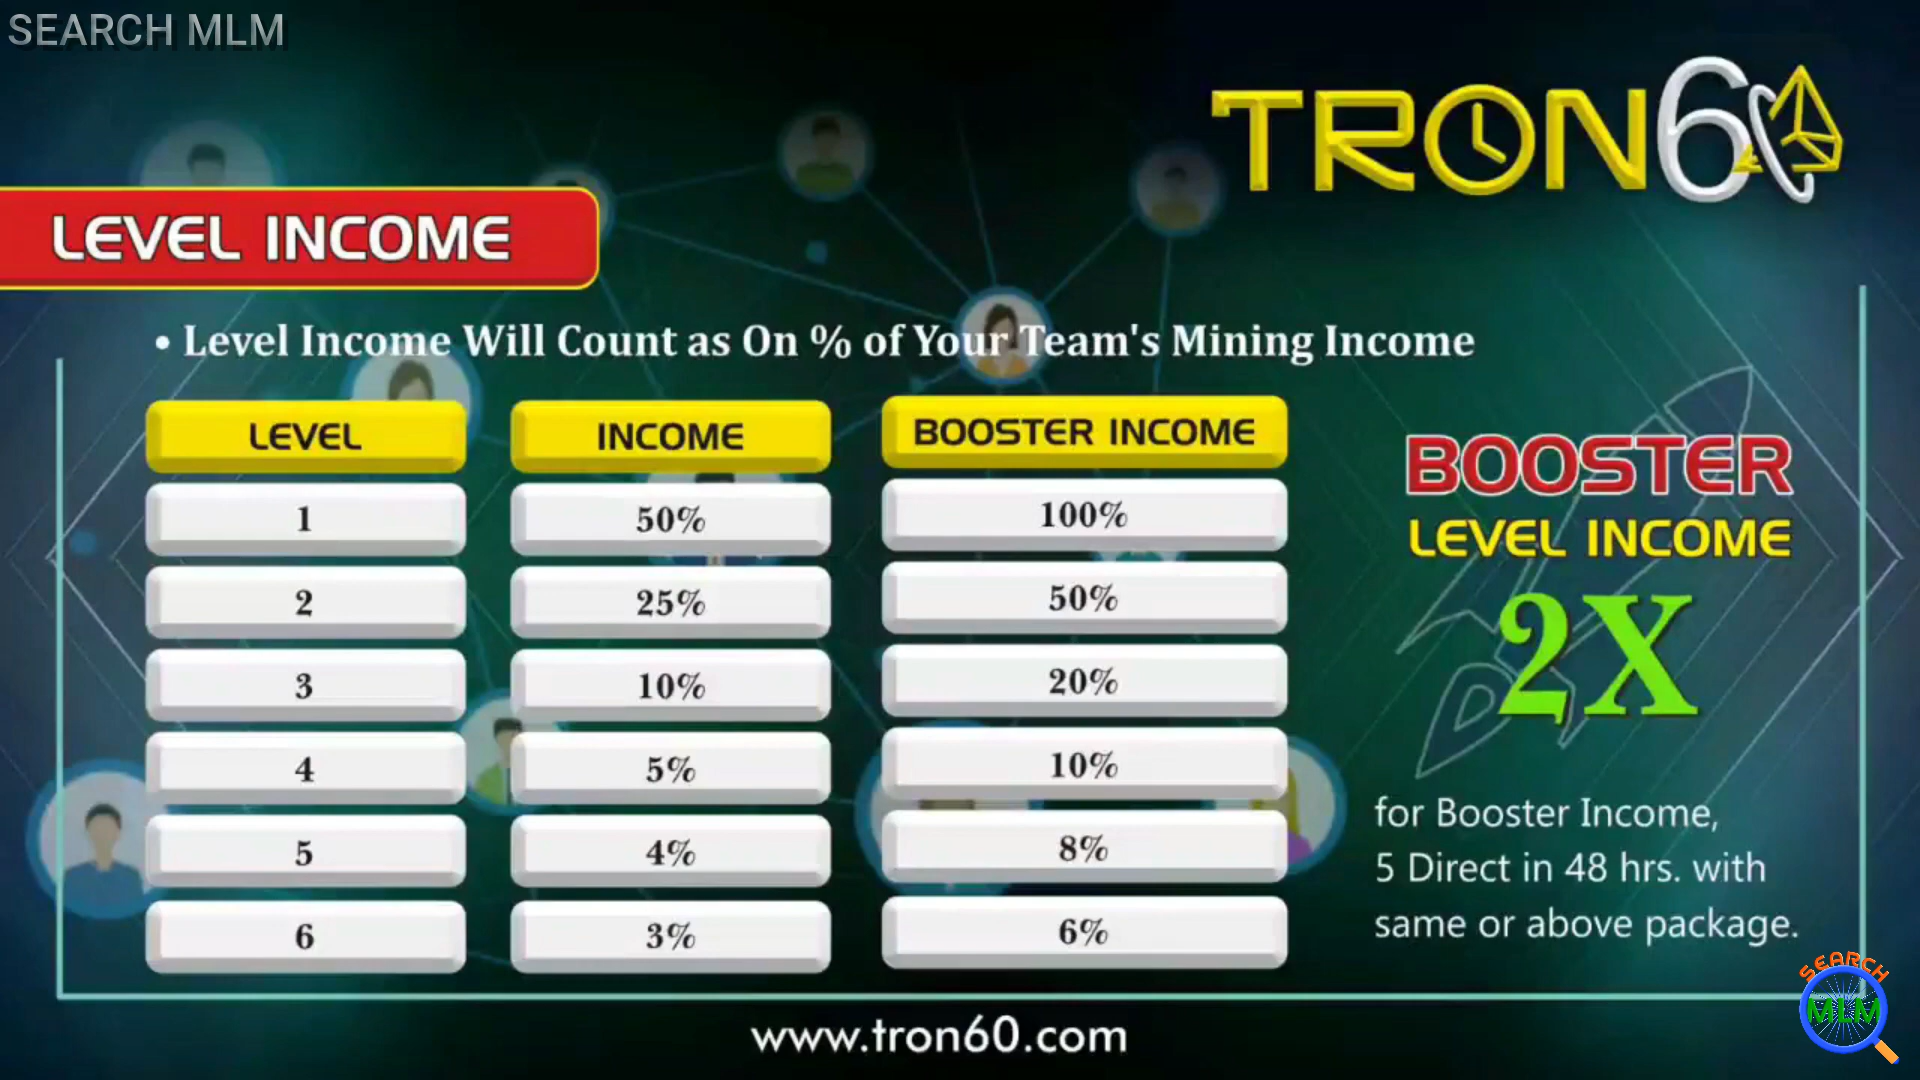 SEARCH MLM
TRON60
LEVEL INCOME
• Level Income Will Count as On % of Your Team's Mining Income
LEVEL INCOME BOOSTER INCOME
1 50% 100%
2 25% 50%
3 10% 20%
4 5% 10%
5 4% 8%
6 3% 6%
BOOSTER
LEVEL INCOME
2X
for Booster Income,
5 Direct in 48 hrs. with
same or above package.
SEARCH
MLM
www.tron60.com